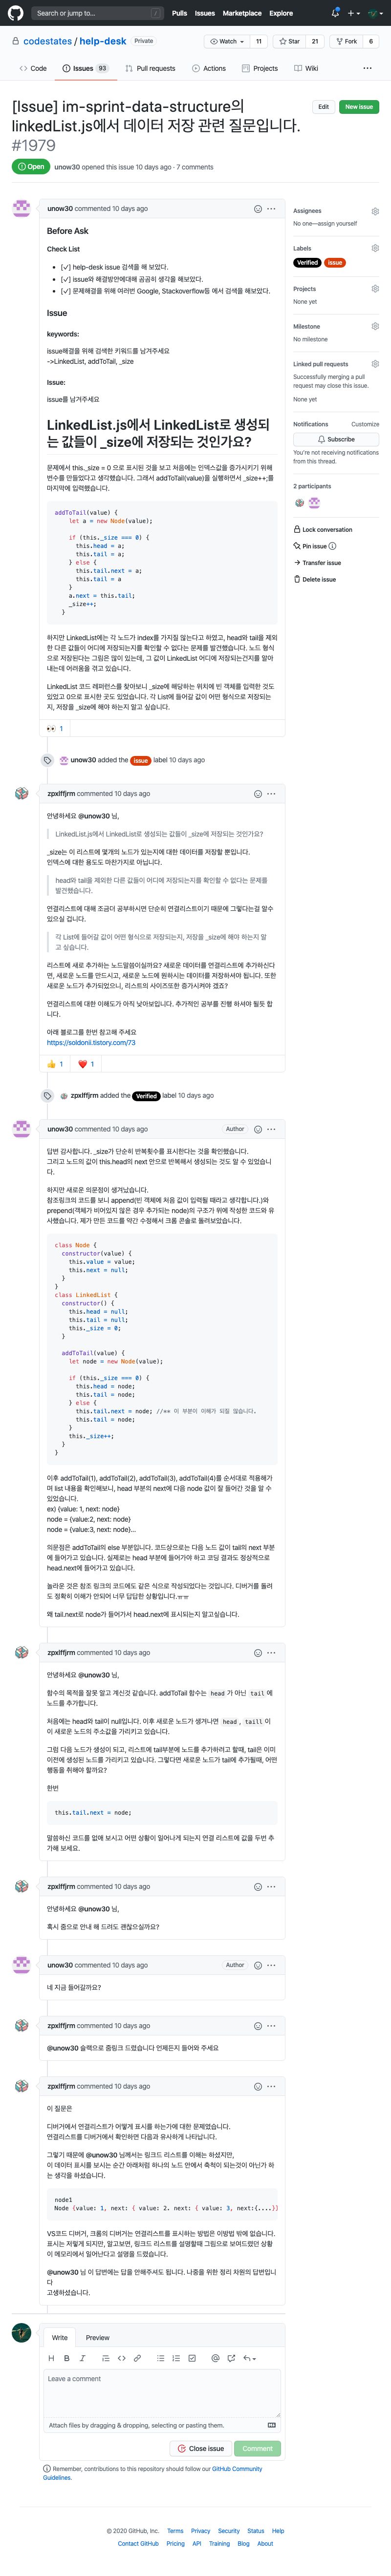 Search or jump to...
/
Pulls Issues Marketplace Explore
codestates / help-desk Private
Watch 11
Star 21
Fork 6
Code
Issues 93
Pull requests
Actions
Projects
Wiki
[Issue] im-sprint-data-structure의
linkedList.js에서 데이터 저장 관련 질문입니다.
#1979
Edit
New issue
Open
unow30 opened this issue 10 days ago · 7 comments
unow30 commented 10 days ago
Before Ask
Check List
[✓] help-desk issue 검색을 해 보았다.
[✓] issue와 해결방안에대해 곰곰히 생각을 해보았다.
[✓] 문제해결을 위해 여러번 Google, Stackoverflow등 에서 검색을 해보았다.
Issue
keywords:
issue해결을 위해 검색한 키워드를 남겨주세요
->LinkedList, addToTail, _size
Issue:
issue를 남겨주세요
LinkedList.js에서 LinkedList로 생성되
는 값들이 _size에 저장되는 것인가요?
문제에서 this._size = 0 으로 표시된 것을 보고 처음에는 인덱스값을 증가시키기 위해
변수를 만들었다고 생각했습니다. 그래서 addToTail(value)을 실행하면서 _size++;를
마지막에 입력했습니다.
addToTail(value) {
let a = new Node(value);
if (this._size === 0) {
this.head = a;
this.tail = a;
} else {
this.tail.next = a;
this.tail = a
}
a.next = this.tail;
_size++;
}
하지만 LinkedList에는 각 노드가 index를 가지질 않는다고 하였고, head와 tail을 제외
한 다른 값들이 어디에 저장되는지를 확인할 수 없다는 문제를 발견했습니다. 노드 형식
으로 저장된다는 그림은 많이 있는데, 그 값이 LinkedList 어디에 저장되는건지를 알아
내는데 어려움을 겪고 있습니다.
LinkedList 코드 레퍼런스를 찾아보니 _size에 해당하는 위치에 빈 객체를 입력한 것도
있었고 0으로 표시한 곳도 있었습니다. 각 List에 들어갈 값이 어떤 형식으로 저장되는
지, 저장을 _size에 해야 하는지 알고 싶습니다.
👀 1
unow30 added the issue label 10 days ago
zpxlffjrm commented 10 days ago
안녕하세요 @unow30 님,
LinkedList.js에서 LinkedList로 생성되는 값들이 _size에 저장되는 것인가요?
_size는 이 리스트에 몇개의 노드가 있는지에 대한 데이터를 저장할 뿐입니다.
인덱스에 대한 용도도 마찬가지로 아닙니다.
head와 tail을 제외한 다른 값들이 어디에 저장되는지를 확인할 수 없다는 문제를
발견했습니다.
연결리스트에 대해 조금더 공부하시면 단순히 연결리스트이기 때문에 그렇다는걸 알수
있으실 겁니다.
각 List에 들어갈 값이 어떤 형식으로 저장되는지, 저장을 _size에 해야 하는지 알
고 싶습니다.
리스트에 새로 추가하는 노드말씀이실까요? 새로운 데이터를 연결리스트에 추가하신다
면, 새로운 노드를 만드시고, 새로운 노드에 원하시는 데이터를 저장하셔야 됩니다. 또한
새로운 노드가 추가되었으니, 리스트의 사이즈또한 증가시켜야 겠죠?
연결리스트에 대한 이해도가 아직 낮아보입니다. 추가적인 공부를 진행 하셔야 될듯 합
니다.
아래 블로그를 한번 참고해 주세요
https://soldonii.tistory.com/73
👍 1 ❤️ 1
zpxlffjrm added the Verified label 10 days ago
unow30 commented 10 days ago Author
답변 감사합니다. _size가 단순히 반복횟수를 표시한다는 것을 확인했습니다.
그리고 노드의 값이 this.head의 next 안으로 반복해서 생성되는 것도 알 수 있었습니
다.
하지만 새로운 의문점이 생겨났습니다.
참조링크의 코드를 보니 append(빈 객체에 처음 값이 입력될 때라고 생각합니다.)와
prepend(객체가 비어있지 않은 경우 추가되는 node)의 구조가 위에 작성한 코드와 유
사했습니다. 제가 만든 코드를 약간 수정해서 크롬 콘솔로 돌려보았습니다.
class Node {
constructor(value) {
this.value = value;
this.next = null;
}
}
class LinkedList {
constructor() {
this.head = null;
this.tail = null;
this._size = 0;
}
addToTail(value) {
let node = new Node(value);
if (this._size === 0) {
this.head = node;
this.tail = node;
} else {
this.tail.next = node; //** 이 부분이 이해가 되질 않습니다.
this.tail = node;
}
this._size++;
}
}
이후 addToTail(1), addToTail(2), addToTail(3), addToTail(4)를 순서대로 적용해가
며 list 내용을 확인해보니, head 부분의 next에 다음 node 값이 잘 들어간 것을 알 수
있었습니다.
ex) {value: 1, next: node}
node = {value:2, next: node}
node = {value:3, next: node}...
의문점은 addToTail의 else 부분입니다. 코드상으로는 다음 노드 값이 tail의 next 부분
에 들어가고 있습니다. 실제로는 head 부분에 들어가야 하고 코딩 결과도 정상적으로
head.next에 들어가고 있습니다.
놀라운 것은 참조 링크의 코드에도 같은 식으로 작성되었다는 것입니다. 디버거를 돌려
도 정확히 이해가 안되어 너무 답답한 상황입니다.ㅠㅠ
왜 tail.next로 node가 들어가서 head.next에 표시되는지 알고싶습니다.
zpxlffjrm commented 10 days ago
안녕하세요 @unow30 님,
함수의 목적을 잘못 알고 계신것 같습니다. addToTail 함수는 head 가 아닌 tail 에
노드를 추가합니다.
처음에는 head와 tail이 null입니다. 이후 새로운 노드가 생겨나면 head , taill 이
이 새로운 노드의 주소값을 가리키고 있습니다.
그럼 다음 노드가 생성이 되고, 리스트에 tail부분에 노드를 추가하려고 할때, tail은 이미
이전에 생성된 노드를 가리키고 있습니다. 그렇다면 새로운 노드가 tail에 추가될때, 어떤
행동을 취해야 할까요?
한번
this.tail.next = node;
말씀하신 코드를 없애 보시고 어떤 상황이 일어나게 되는지 연결 리스트에 값을 두번 추
가해 보세요.
zpxlffjrm commented 10 days ago
안녕하세요 @unow30 님,
혹시 줌으로 안내 해 드려도 괜찮으실까요?
unow30 commented 10 days ago Author
네 지금 들어갈까요?
zpxlffjrm commented 10 days ago
@unow30 슬랙으로 줌링크 드렸습니다 언제든지 들어와 주세요
zpxlffjrm commented 10 days ago
이 질문은
디버거에서 연결리스트가 어떻게 표시를 하는가에 대한 문제였습니다.
연결리스트를 디버거에서 확인하면 다음과 유사하게 나타납니다.
그렇기 때문에 @unow30 님께서는 링크드 리스트를 이해는 하셨지만,
이 데이터 표시를 보시는 순간 아래처럼 하나의 노드 안에서 축척이 되는것이 아닌가 하
는 생각을 하셨습니다.
node1
Node {value: 1, next: { value: 2. next: { value: 3, next:{....}}
VS코드 디버거, 크롬의 디버거는 연결리스트를 표시하는 방법은 이방법 밖에 없습니다.
표시는 저렇게 되지만, 알고보면, 링크드 리스트를 설명할때 그림으로 보여드렸던 상황
이 메모리에서 일어난다고 설명을 드렸습니다.
@unow30 님 이 답변에는 답을 안해주셔도 됩니다. 나중을 위한 정리 차원의 답변입니
다
고생하셨습니다.
Write Preview
Leave a comment
Attach files by dragging & dropping, selecting or pasting them.
Close issue
Comment
Remember, contributions to this repository should follow our GitHub Community
Guidelines.
Assignees
No one—assign yourself
Labels
Verified issue
Projects
None yet
Milestone
No milestone
Linked pull requests
Successfully merging a pull
request may close this issue.
None yet
Notifications Customize
Subscribe
You're not receiving notifications
from this thread.
2 participants
Lock conversation
Pin issue
Transfer issue
Delete issue
© 2020 GitHub, Inc. Terms Privacy Security Status Help
Contact GitHub Pricing API Training Blog About